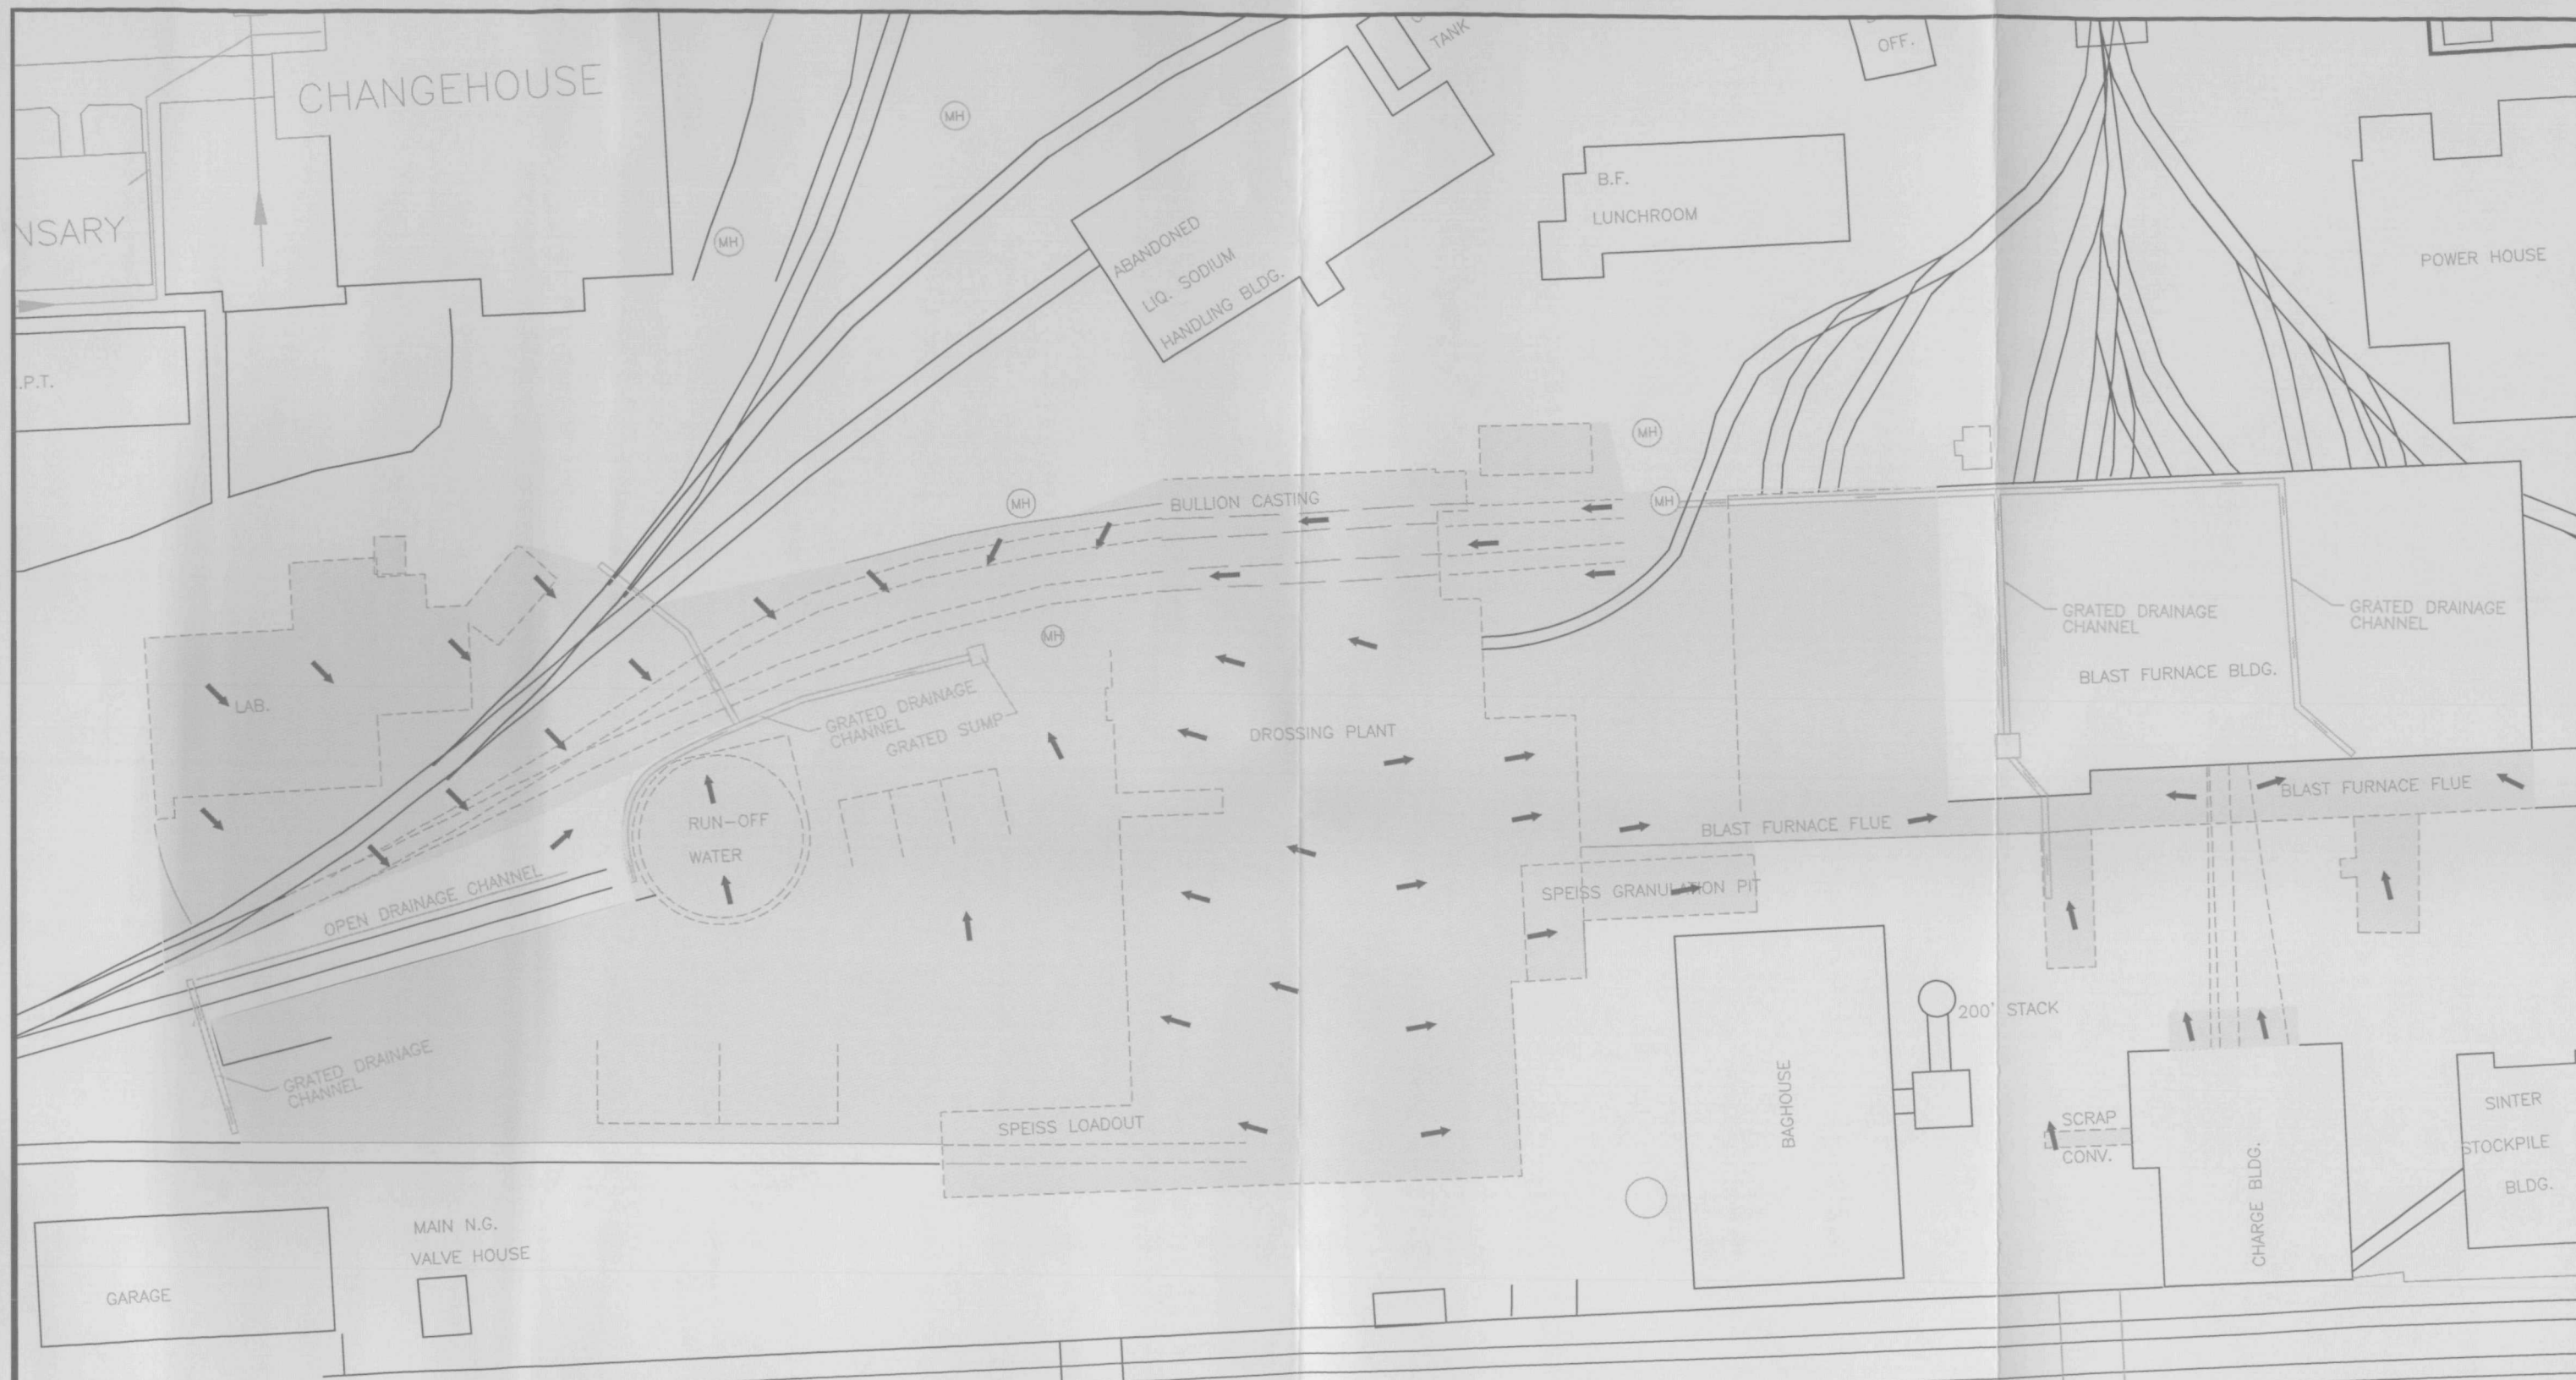 TANK
OFF.
CHANGEHOUSE
MH
B.F.
LUNCHROOM
NSARY
MH
ABANDONED
LIQ. SODIUM
HANDLING BLDG.
POWER HOUSE
.P.T.
MH
BULLION CASTING
MH
MH
GRATED DRAINAGE
CHANNEL
GRATED DRAINAGE
CHANNEL
MH
BLAST FURNACE BLDG.
LAB.
GRATED DRAINAGE
CHANNEL
GRATED SUMP
DROSSING PLANT
BLAST FURNACE FLUE
RUN-OFF
WATER
BLAST FURNACE FLUE
OPEN DRAINAGE CHANNEL
SPEISS GRANULATION PIT
200' STACK
GRATED DRAINAGE
CHANNEL
BAGHOUSE
SPEISS LOADOUT
SCRAP
CONV.
SINTER
STOCKPILE
BLDG.
CHARGE BLDG.
MAIN N.G.
VALVE HOUSE
GARAGE